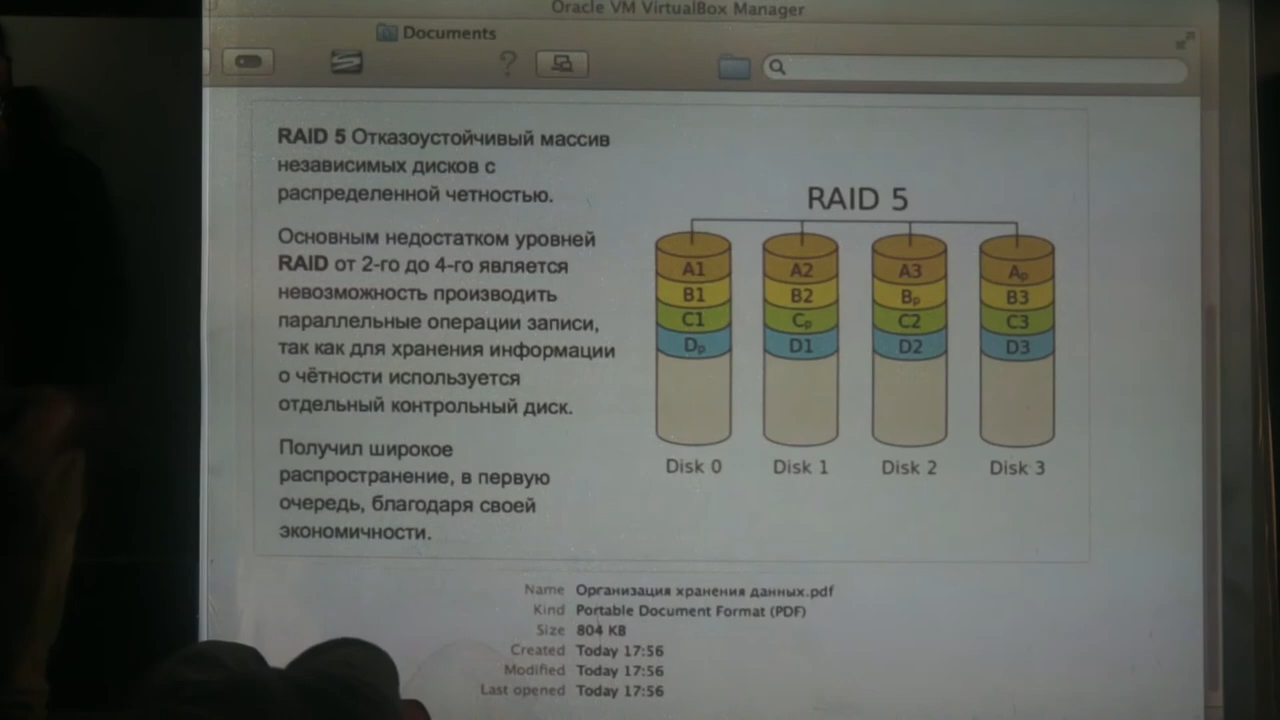 Oracle VM VirtualBox Manager
Documents
?
RAID 5 Отказоустойчивый массив
независимых дисков с
распределенной четностью.
Основным недостатком уровней
RAID от 2-го до 4-го является
невозможность производить
параллельные операции записи,
так как для хранения информации
о чётности используется
отдельный контрольный диск.
Получил широкое
распространение, в первую
очередь, благодаря своей
экономичности.
RAID 5
A1 A2 A3 Ap
B1 B2 Bp B3
C1 Cp C2 C3
Dp D1 D2 D3
Disk 0 Disk 1 Disk 2 Disk 3
Name Организация хранения данных.pdf
Kind Portable Document Format (PDF)
Size 804 KB
Created Today 17:56
Modified Today 17:56
Last opened Today 17:56